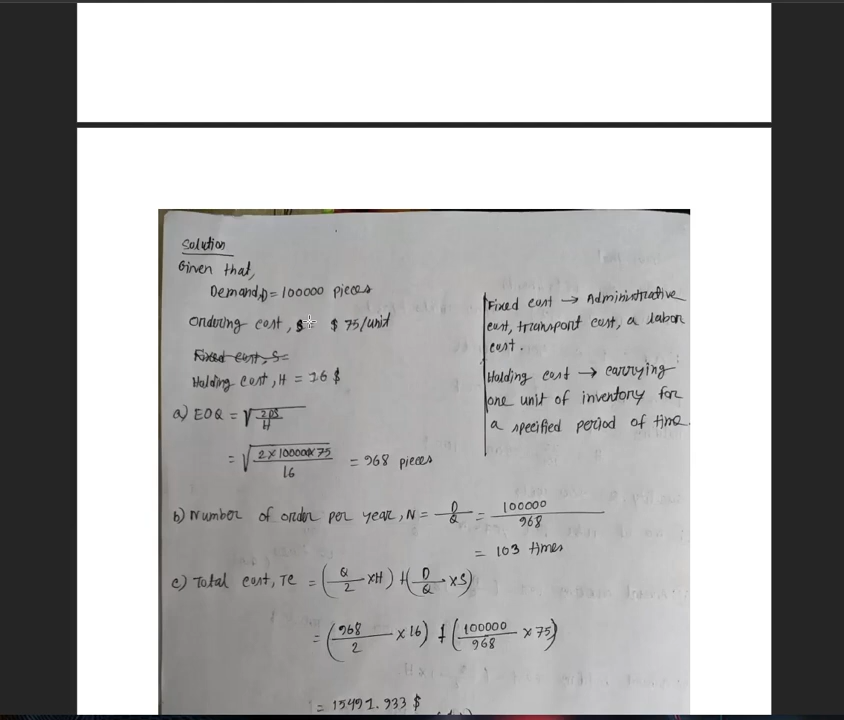 Solution
Given that,
Demand, D = 100000 pieces
Ordering cost, S $ 75/unit
Fixed cost, S =
Holding cost, H = 16 $
a) EOQ = √(2DS / H)
= √(2 × 100000 × 75 / 16) = 968 pieces
b) Number of order per year, N = D / Q = 100000 / 968
= 103 times
c) Total cost, TC = (Q / 2 × H) + (D / Q × S)
= (968 / 2 × 16) + (100000 / 968 × 75)
= 15491.933 $
Fixed cost → Administrative
cost, transport cost, a labor
cost.
Holding cost → carrying
one unit of inventory for
a specified period of time.